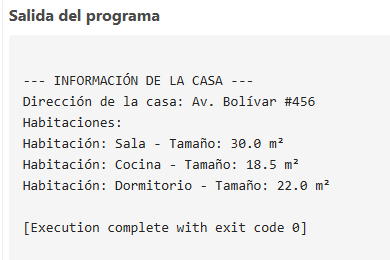 Salida del programa
--- INFORMACIÓN DE LA CASA ---
Dirección de la casa: Av. Bolívar #456
Habitaciones:
Habitación: Sala - Tamaño: 30.0 m²
Habitación: Cocina - Tamaño: 18.5 m²
Habitación: Dormitorio - Tamaño: 22.0 m²
[Execution complete with exit code 0]